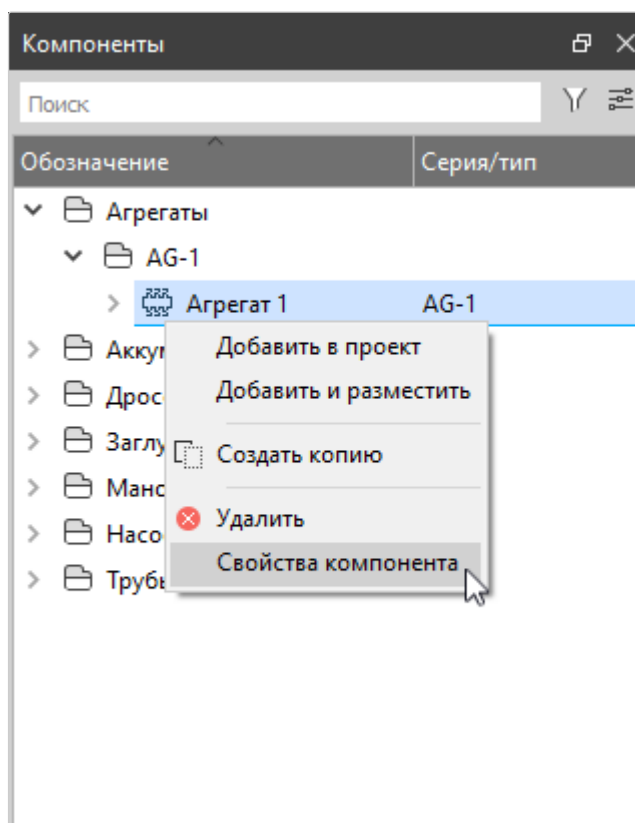 Компоненты
Поиск
Обозначение Серия/тип
Агрегаты
AG-1
Агрегат 1 AG-1
Добавить в проект
Добавить и разместить
Создать копию
Удалить
Свойства компонента